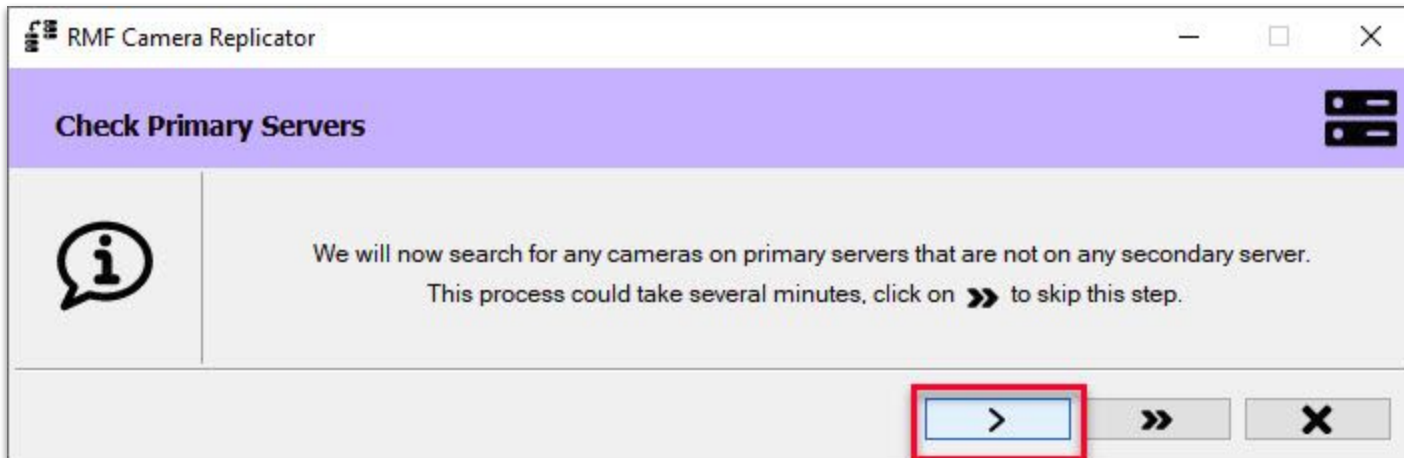 RMF Camera Replicator
Check Primary Servers
We will now search for any cameras on primary servers that are not on any secondary server.
This process could take several minutes, click on » to skip this step.
>
»